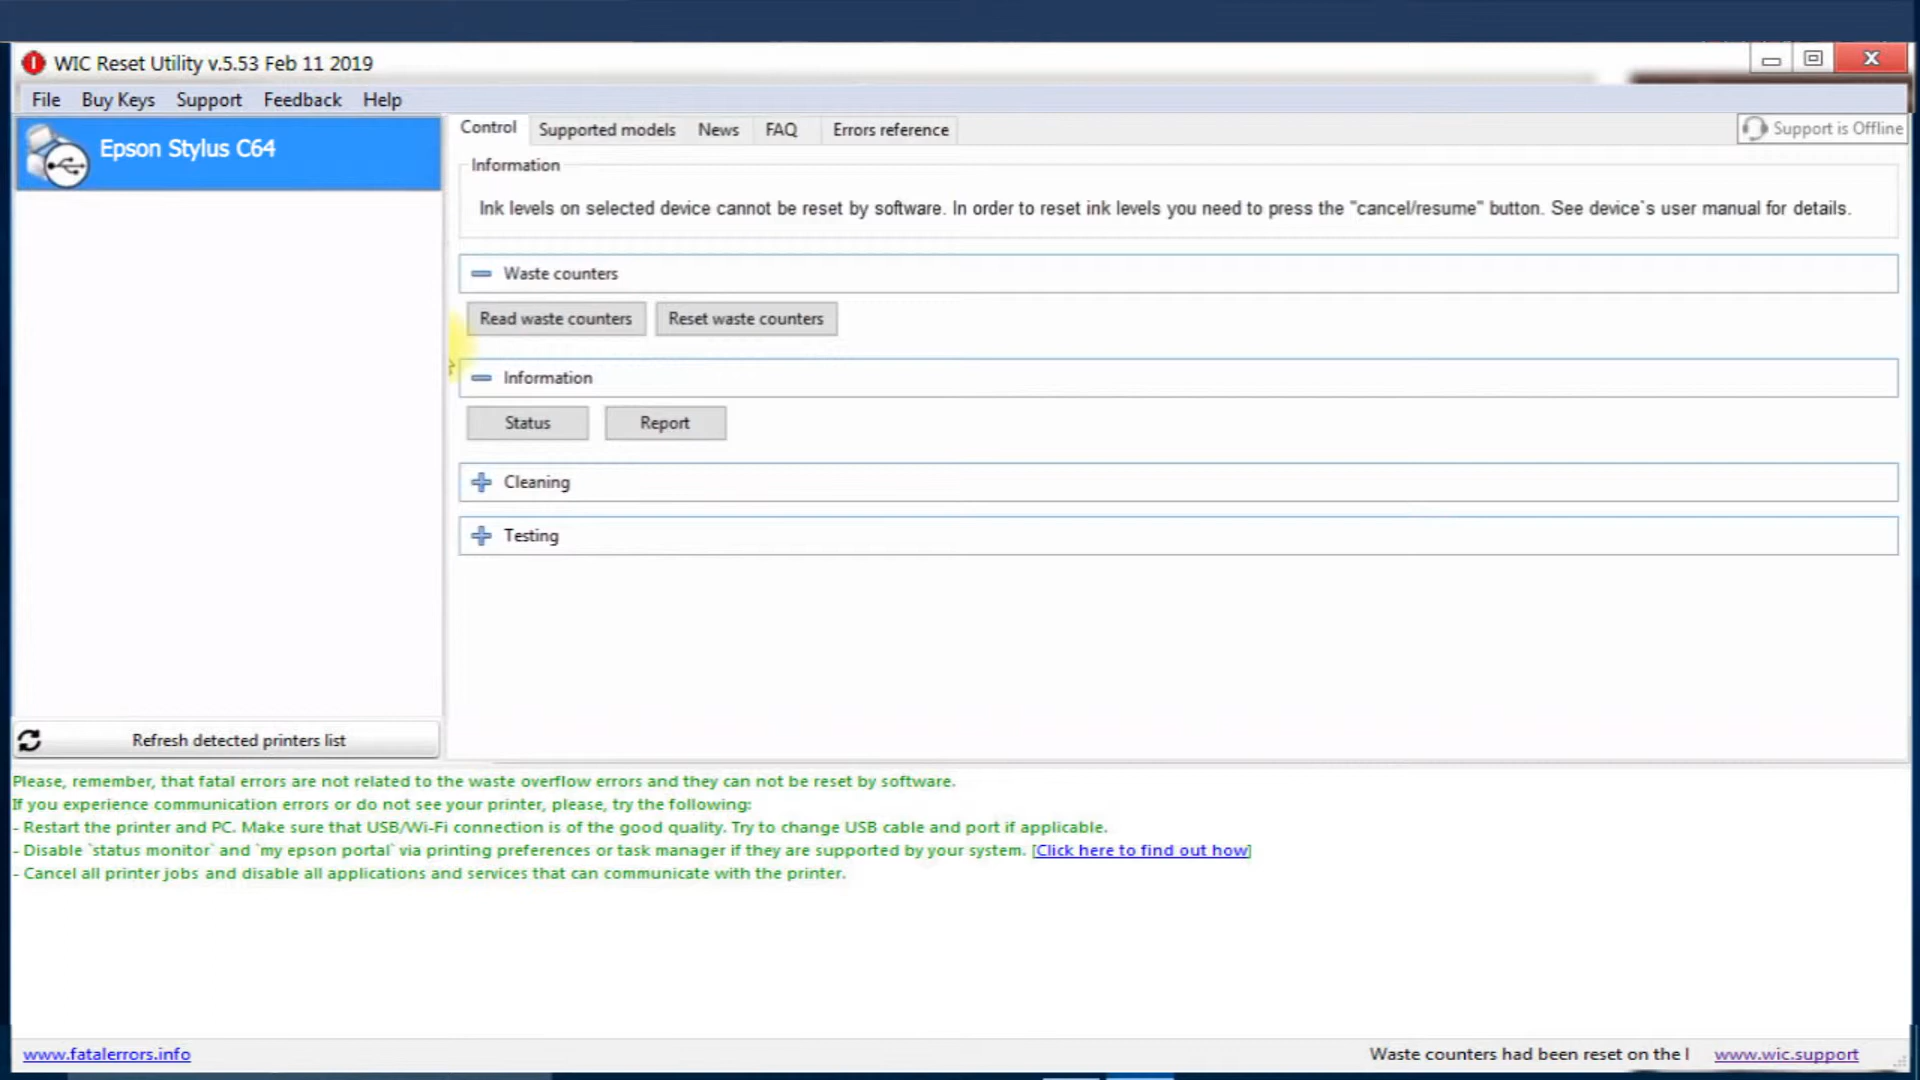 WIC Reset Utility v.5.53 Feb 11 2019
File Buy Keys Support Feedback Help
Epson Stylus C64
Control Supported models News FAQ Errors reference
Support is Offline
Information
Ink levels on selected device cannot be reset by software. In order to reset ink levels you need to press the "cancel/resume" button. See device`s user manual for details.
Waste counters
Read waste counters Reset waste counters
Information
Status Report
Cleaning
Testing
Refresh detected printers list
Please, remember, that fatal errors are not related to the waste overflow errors and they can not be reset by software.
If you experience communication errors or do not see your printer, please, try the following:
- Restart the printer and PC. Make sure that USB/Wi-Fi connection is of the good quality. Try to change USB cable and port if applicable.
- Disable `status monitor` and `my epson portal` via printing preferences or task manager if they are supported by your system. [Click here to find out how]
- Cancel all printer jobs and disable all applications and services that can communicate with the printer.
www.fatalerrors.info Waste counters had been reset on the l www.wic.support